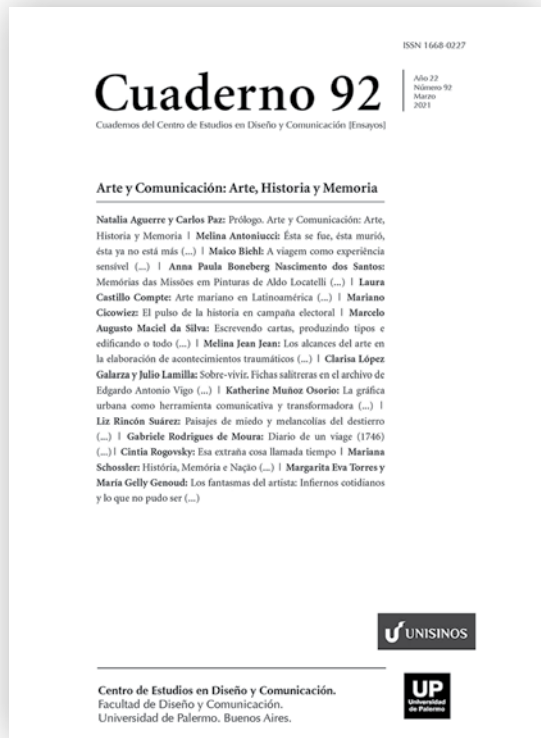 ISSN 1668-0227
Cuaderno 92
Año 22
Número 92
Marzo
2021
Cuadernos del Centro de Estudios en Diseño y Comunicación [Ensayos]
Arte y Comunicación: Arte, Historia y Memoria
Natalia Aguerre y Carlos Paz: Prólogo. Arte y Comunicación: Arte,
Historia y Memoria | Melina Antoniucci: Ésta se fue, ésta murió,
ésta ya no está más (...) | Maico Biehl: A viagem como experiência
sensível (...) | Anna Paula Boneberg Nascimento dos Santos:
Memórias das Missões em Pinturas de Aldo Locatelli (...) | Laura
Castillo Compte: Arte mariano en Latinoamérica (...) | Mariano
Cicowiez: El pulso de la historia en campaña electoral | Marcelo
Augusto Maciel da Silva: Escrevendo cartas, produzindo tipos e
edificando o todo (...) | Melina Jean Jean: Los alcances del arte en
la elaboración de acontecimientos traumáticos (...) | Clarisa López
Galarza y Julio Lamilla: Sobre-vivir. Fichas salitreras en el archivo de
Edgardo Antonio Vigo (...) | Katherine Muñoz Osorio: La gráfica
urbana como herramienta comunicativa y transformadora (...) |
Liz Rincón Suárez: Paisajes de miedo y melancolías del destierro
(...) | Gabriele Rodrigues de Moura: Diario de un viage (1746)
(...) | Cintia Rogovsky: Esa extraña cosa llamada tiempo | Mariana
Schossler: História, Memória e Nação (...) | Margarita Eva Torres y
María Gelly Genoud: Los fantasmas del artista: Infiernos cotidianos
y lo que no pudo ser (...)
UNISINOS
Centro de Estudios en Diseño y Comunicación.
Facultad de Diseño y Comunicación.
Universidad de Palermo. Buenos Aires.
UP
Universidad
de Palermo